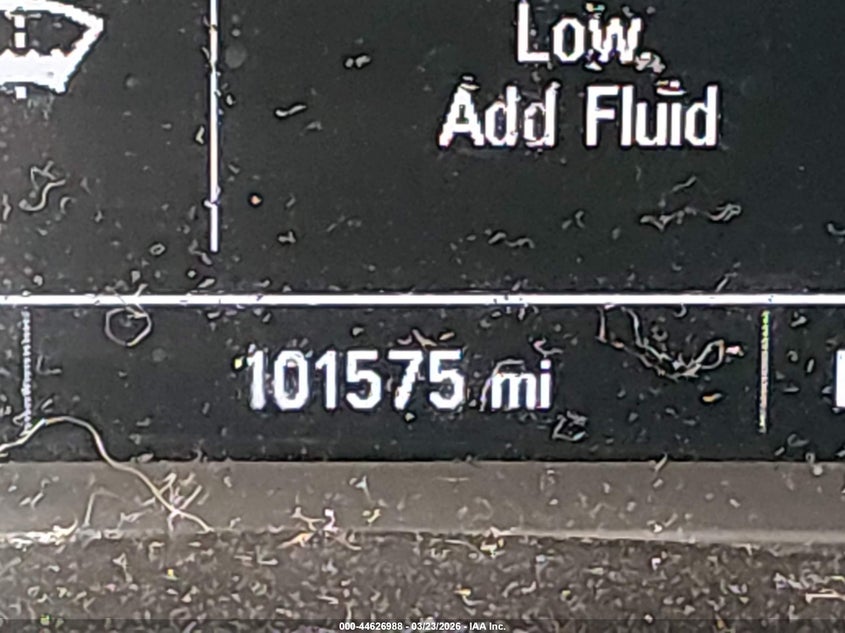 Low,
Add Fluid
101575 mi
000-44626988 - 03/23/2026 - IAA Inc.